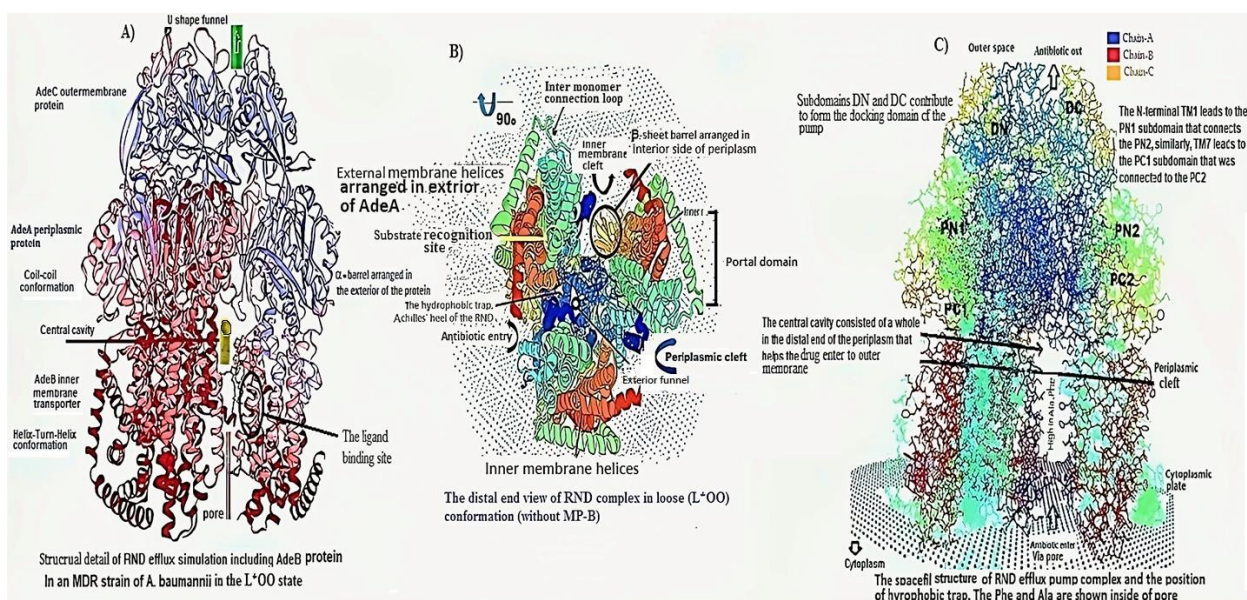 A)
U shape funnel
AdeC outermembrane
protein
AdeA periplasmic
protein
Coil-coil
conformation
Central cavity
AdeB inner
membrane
transporter
Helix-Turn-Helix
conformation
α-barrel arranged in
the exterior of the protein
The ligand
binding site
pore
Strucrual detail of RND efflux simulation including AdeB protein
In an MDR strain of A. baumannii in the L*OO state
B)
90o
Inter monomer
connection loop
Inner
membrane
cleft
β-sheet barrel arranged in
interior side of periplasm
External membrane helices
arranged in extrior
of AdeA
Substrate recognition
site
Portal domain
The hydrophobic trap,
Achilles' heel of the RND
Antibiotic entry
Periplasmic cleft
Exterior funnel
Inner membrane helices
The distal end view of RND complex in loose (L*OO)
conformation (without MP-B)
C)
Outer space
Antibiotic out
Chain-A
Chain-B
Chain-C
Subdomains DN and DC contribute
to form the docking domain of the
pump
DN
DC
The N-terminal TM1 leads to the
PN1 subdomain that connects
the PN2, similarly, TM7 leads to
the PC1 subdomain that was
connected to the PC2
PN1
PN2
PC2
PC1
The central cavity consisted of a whole
in the distal end of the periplasm that
helps the drug enter to outer
membrane
Periplasmic
cleft
High in Ala, Phe
Cytoplasmic
plate
Antibiotic enter
Via pore
Cytoplasm
The spacefil structure of RND efflux pump complex and the position
of hyrophobic trap. The Phe and Ala are shown inside of pore